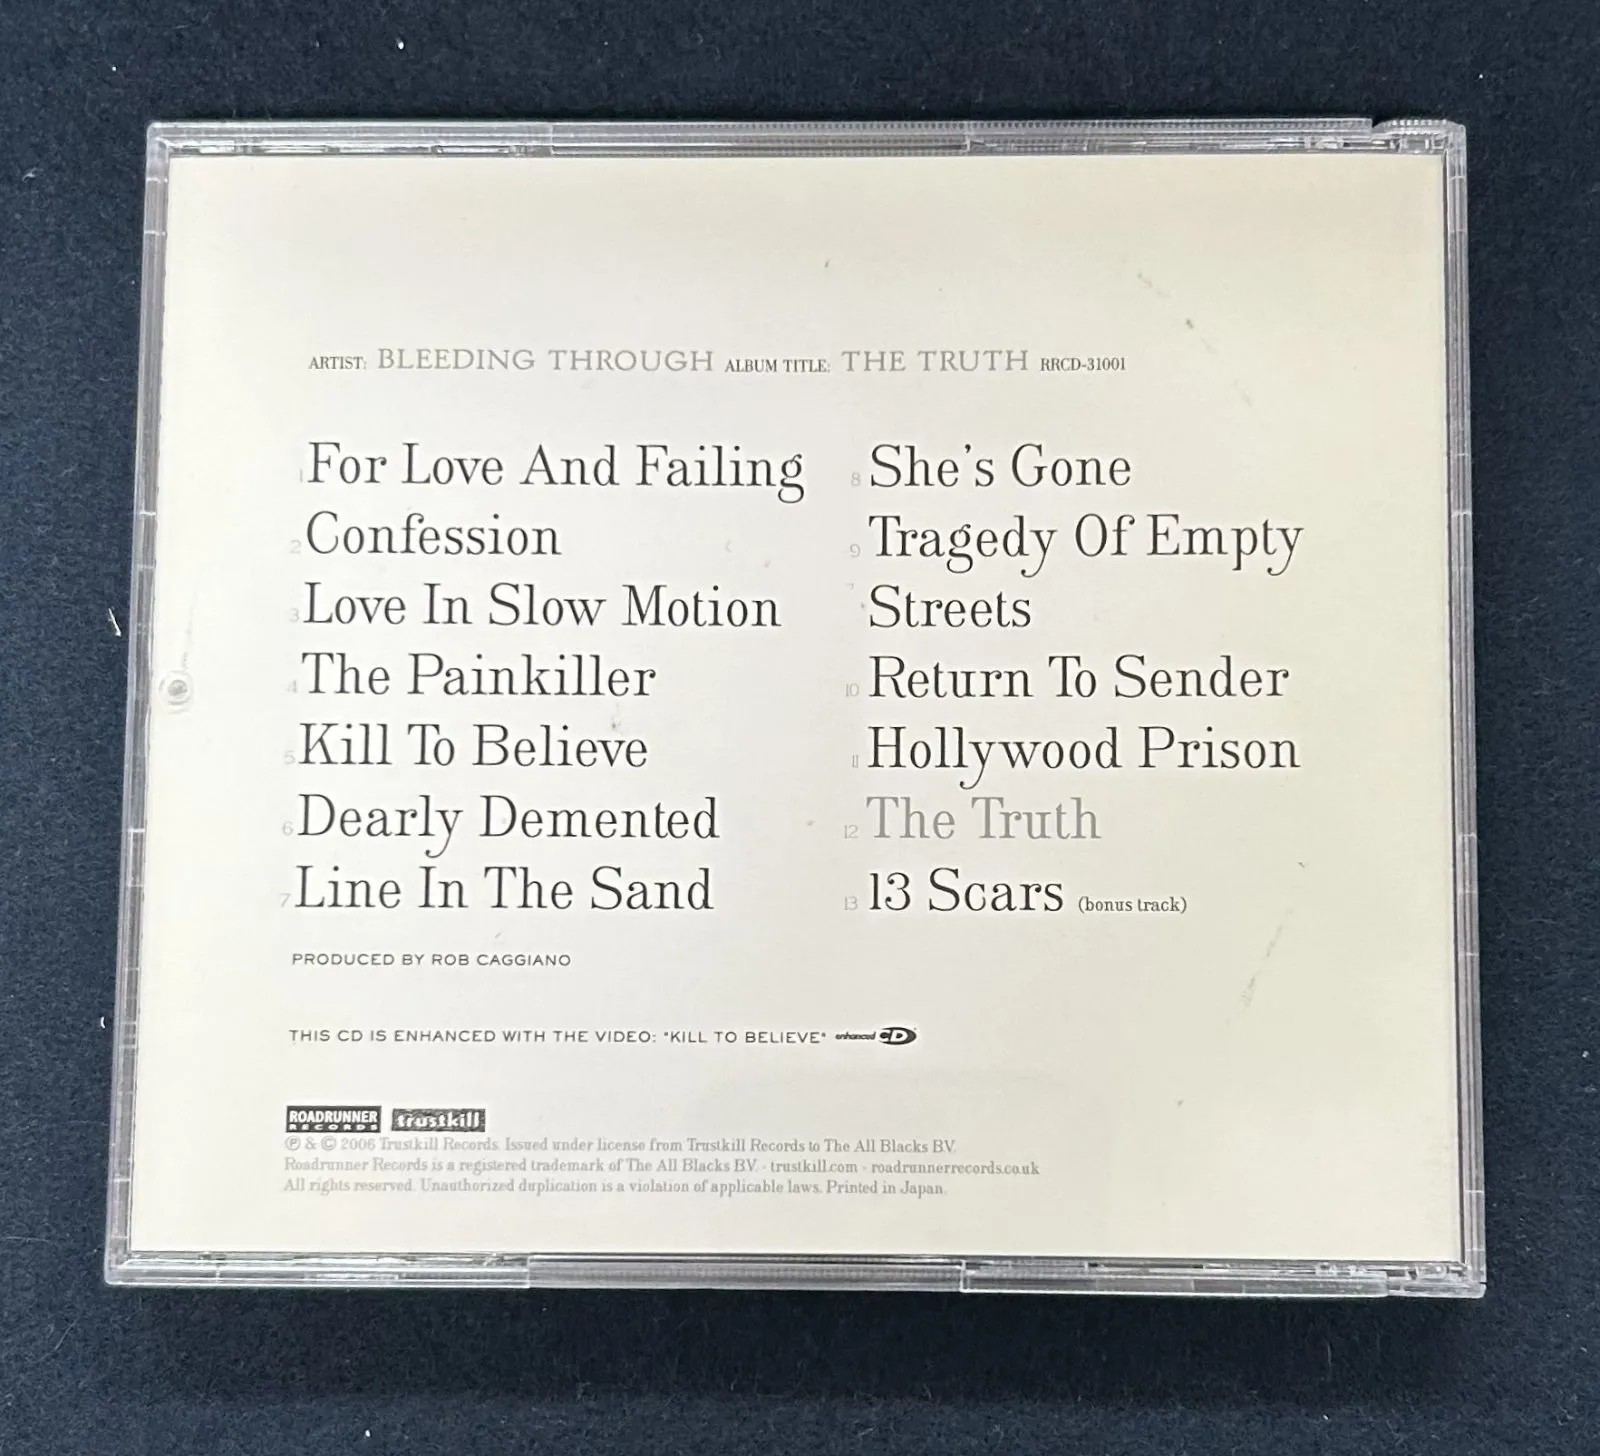 ARTIST: BLEEDING THROUGH ALBUM TITLE: THE TRUTH RRCD-31001
1 For Love And Failing
2 Confession
3 Love In Slow Motion
4 The Painkiller
5 Kill To Believe
6 Dearly Demented
7 Line In The Sand
8 She's Gone
9 Tragedy Of Empty
Streets
10 Return To Sender
11 Hollywood Prison
12 The Truth
13 13 Scars (bonus track)
PRODUCED BY ROB CAGGIANO
THIS CD IS ENHANCED WITH THE VIDEO: "KILL TO BELIEVE" enhanced CD
ROADRUNNER RECORDS trustkill
℗ & © 2006 Trustkill Records. Issued under license from Trustkill Records to The All Blacks BV.
Roadrunner Records is a registered trademark of The All Blacks BV. - trustkill.com - roadrunnerrecords.co.uk
All rights reserved. Unauthorized duplication is a violation of applicable laws. Printed in Japan.